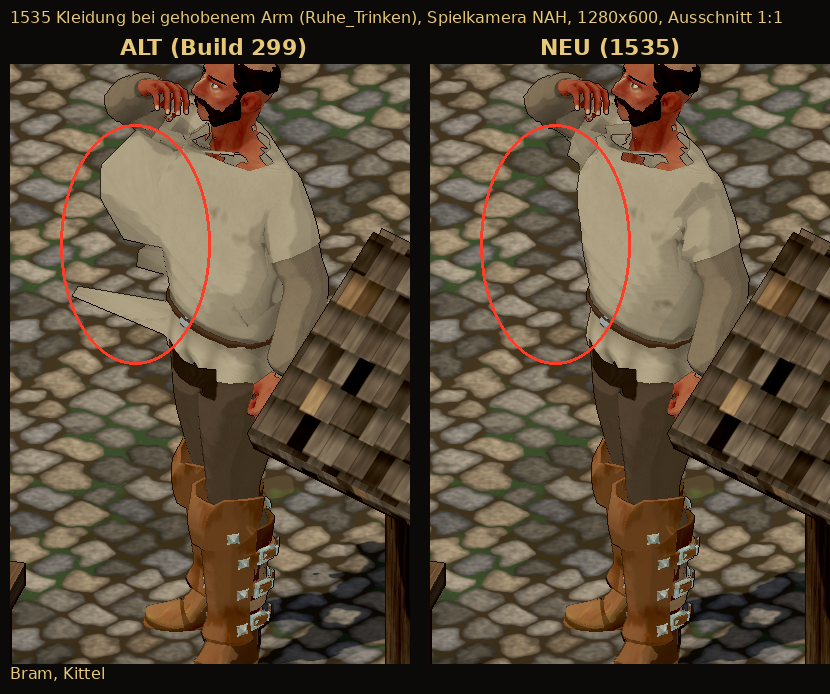 1535 Kleidung bei gehobenem Arm (Ruhe_Trinken), Spielkamera NAH, 1280x600, Ausschnitt 1:1
ALT (Build 299)
NEU (1535)
Bram, Kittel